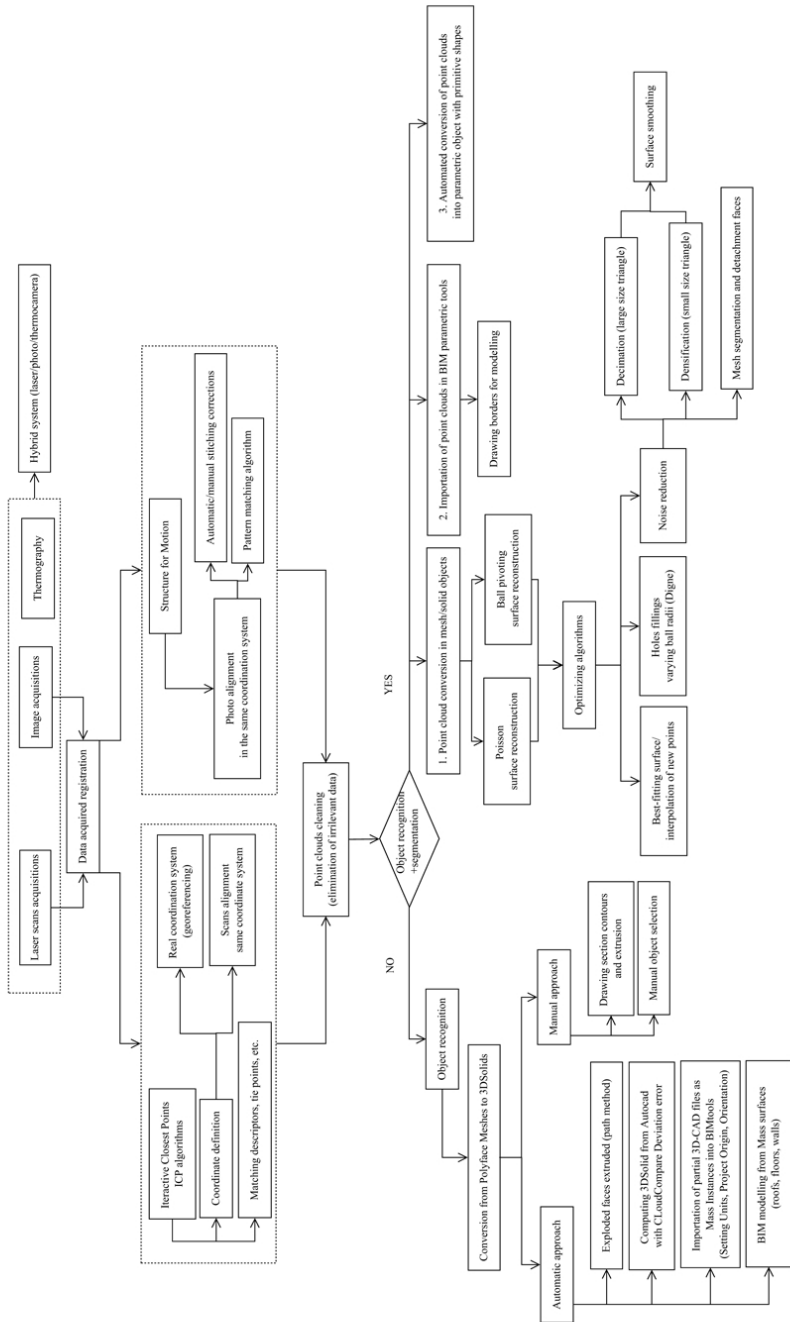 Laser scans acquisitions
Image acquisitions
Thermography
Hybrid system (laser/photo/thermocamera)
Data acquired registration
Iteractive Closest Points
ICP algorithms
Coordinate definition
Matching descriptors, tie points, etc.
Real coordination system
(georeferencing)
Scans alignment
same coordinate system
Structure for Motion
Photo alignment
in the same coordination system
Automatic/manual stitching corrections
Pattern matching algorithm
Point clouds cleaning
(elimination of irrilevant data)
Object recognition
+segmentation
NO
YES
Object recognition
Conversion from Polyface Meshes to 3DSolids
Automatic approach
Exploded faces extruded (path method)
Computing 3DSolid from Autocad
with CLoudCompare Deviation error
Importation of partial 3D-CAD files as
Mass Instances into BIMtools
(Setting Units, Project Origin, Orientation)
BIM modelling from Mass surfaces
(roofs, floors, walls)
Manual approach
Drawing section contours
and extrusion
Manual object selection
1. Point cloud conversion in mesh/solid objects
Poisson
surface reconstruction
Ball pivoting
surface reconstruction
Optimizing algorithms
Best-fitting surface/
interpolation of new points
Holes fillings
varying ball radii (Digne)
Noise reduction
Decimation (large size triangle)
Densification (small size triangle)
Mesh segmentation and detachment faces
Surface smoothing
2. Importation of point clouds in BIM parametric tools
Drawing borders for modelling
3. Automated conversion of point clouds
into parametric object with primitive shapes